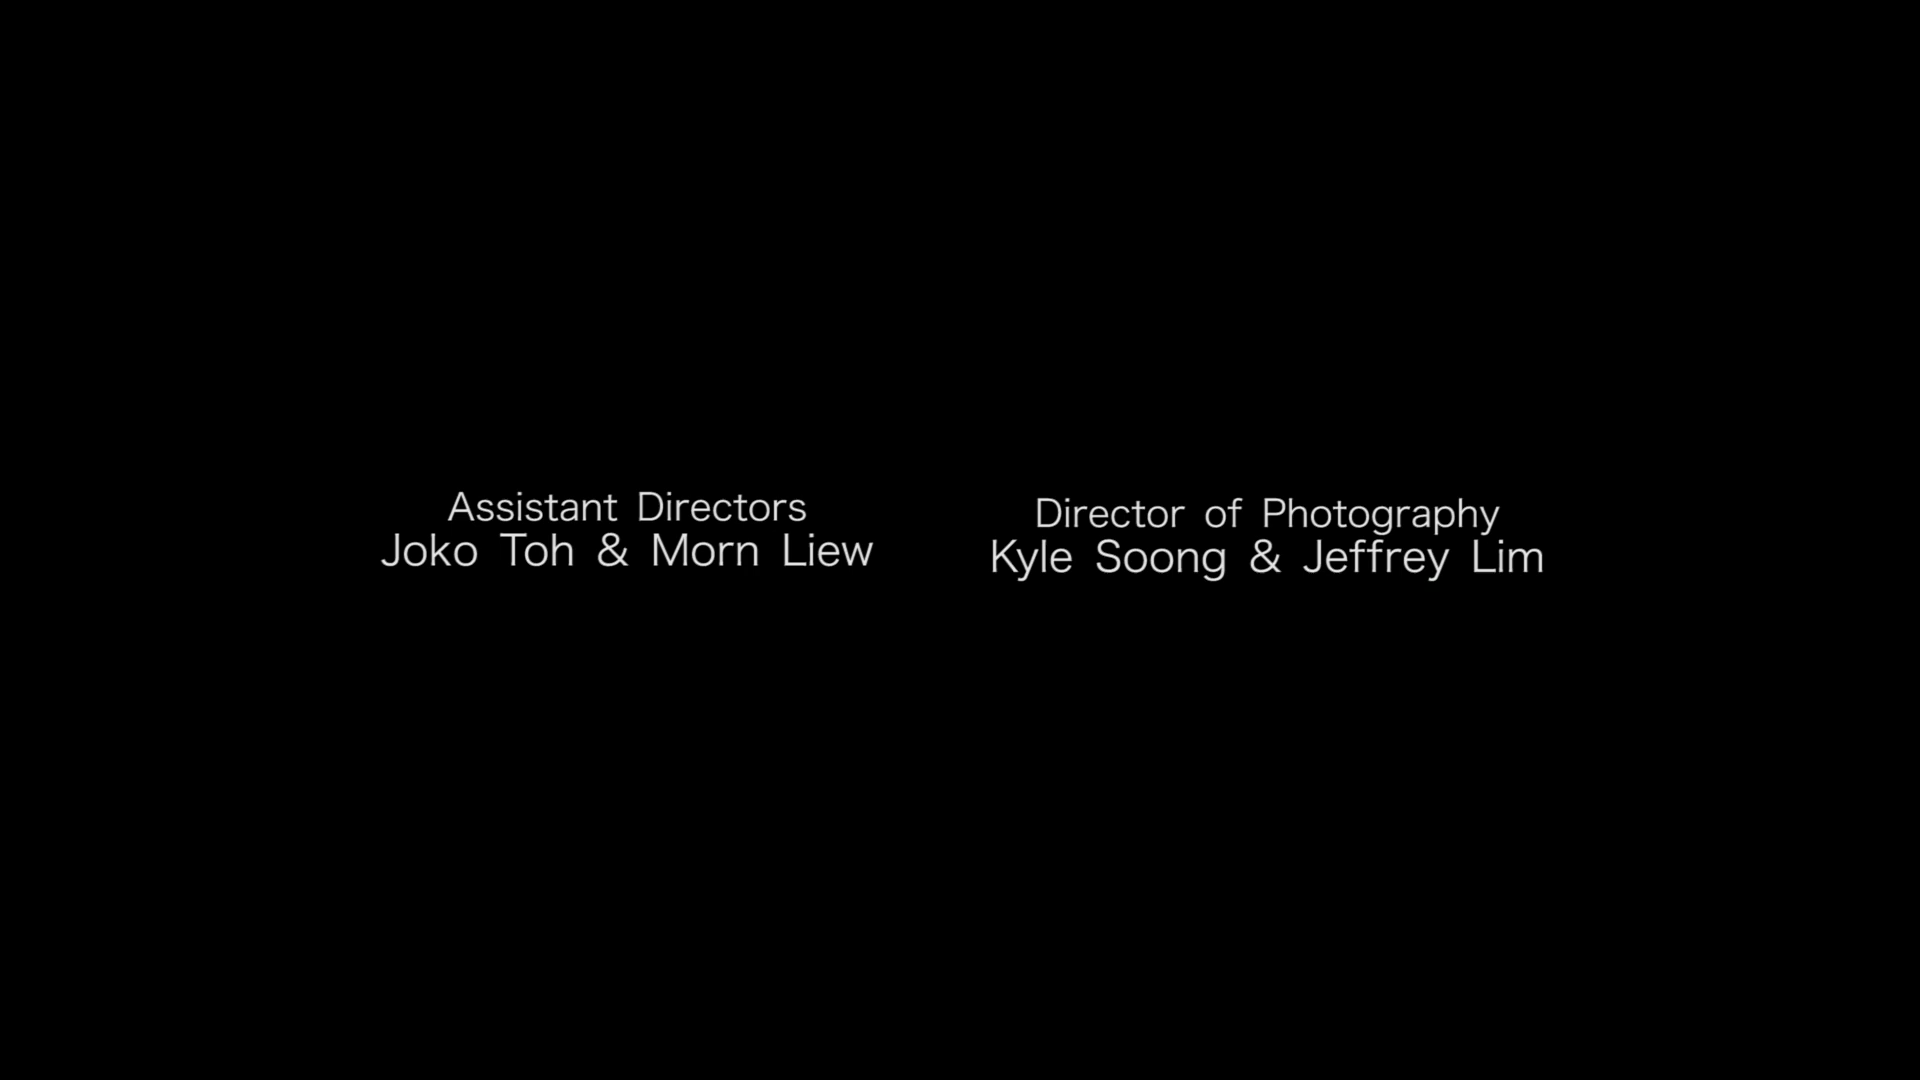 Assistant Directors
Joko Toh & Morn Liew
Director of Photography
Kyle Soong & Jeffrey Lim